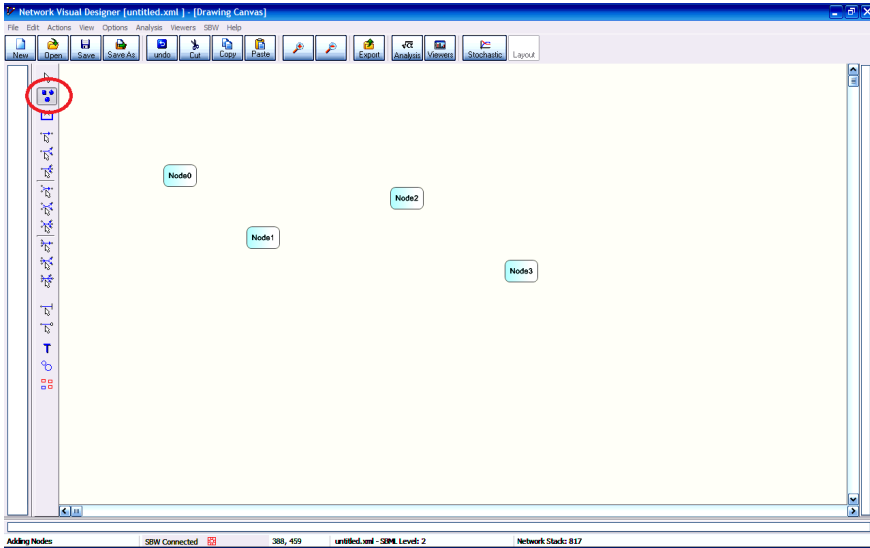 Network Visual Designer [untitled.xml ] - [Drawing Canvas]
File Edit Actions View Options Analysis Viewers SBW Help
New Open Save Save As undo Cut Copy Paste Export Analysis Viewers Stochastic Layout
Node0
Node2
Node1
Node3
T
Adding Nodes SBW Connected 388, 459 untitled.xml - SBML Level: 2 Network Stack: 817